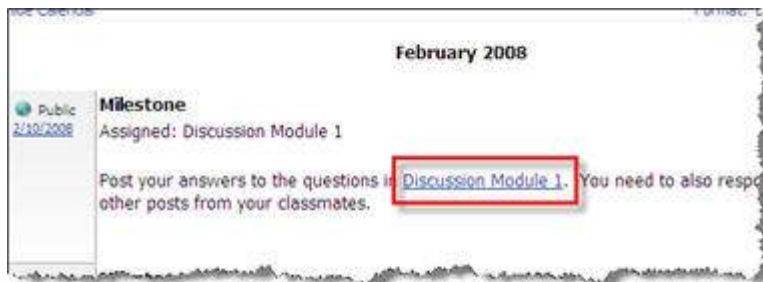 February 2008
Public
2/10/2008
Milestone
Assigned: Discussion Module 1
Post your answers to the questions in Discussion Module 1. You need to also
other posts from your classmates.